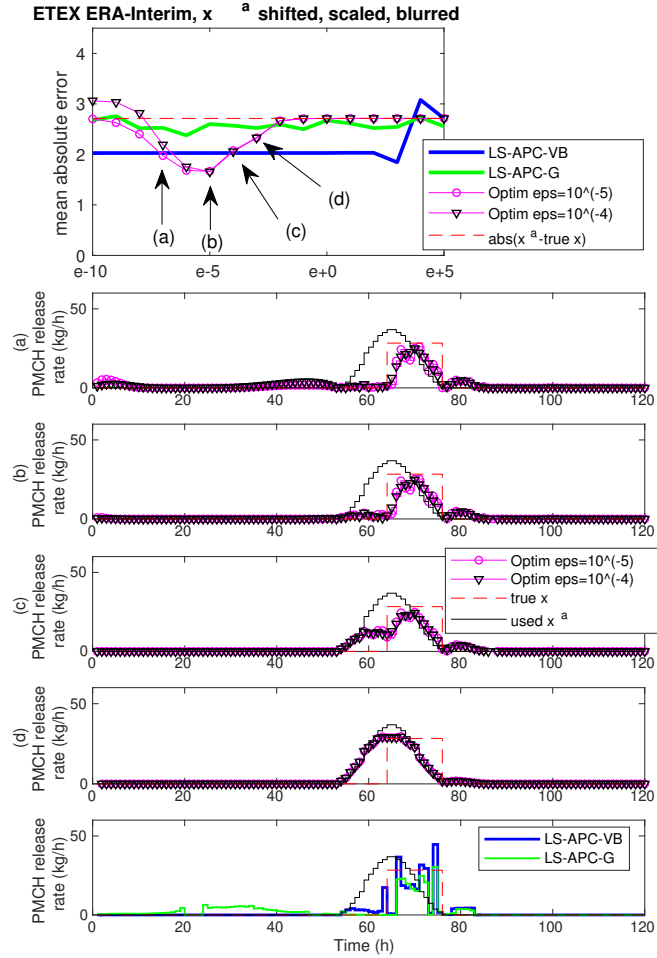 ETEX ERA-Interim, x a shifted, scaled, blurred
mean absolute error
4
3
2
1
0
e-10
e-5
e+0
e+5
(a)
(b)
(c)
(d)
LS-APC-VB
LS-APC-G
Optim eps=10^(-5)
Optim eps=10^(-4)
abs(x a-true x)
(a)
PMCH release
rate (kg/h)
50
0
0
20
40
60
80
100
120
(b)
PMCH release
rate (kg/h)
50
0
0
20
40
60
80
100
120
(c)
PMCH release
rate (kg/h)
50
0
0
20
40
60
80
100
120
Optim eps=10^(-5)
Optim eps=10^(-4)
true x
used x a
(d)
PMCH release
rate (kg/h)
50
0
0
20
40
60
80
100
120
PMCH release
rate (kg/h)
50
0
0
20
40
60
80
100
120
LS-APC-VB
LS-APC-G
Time (h)